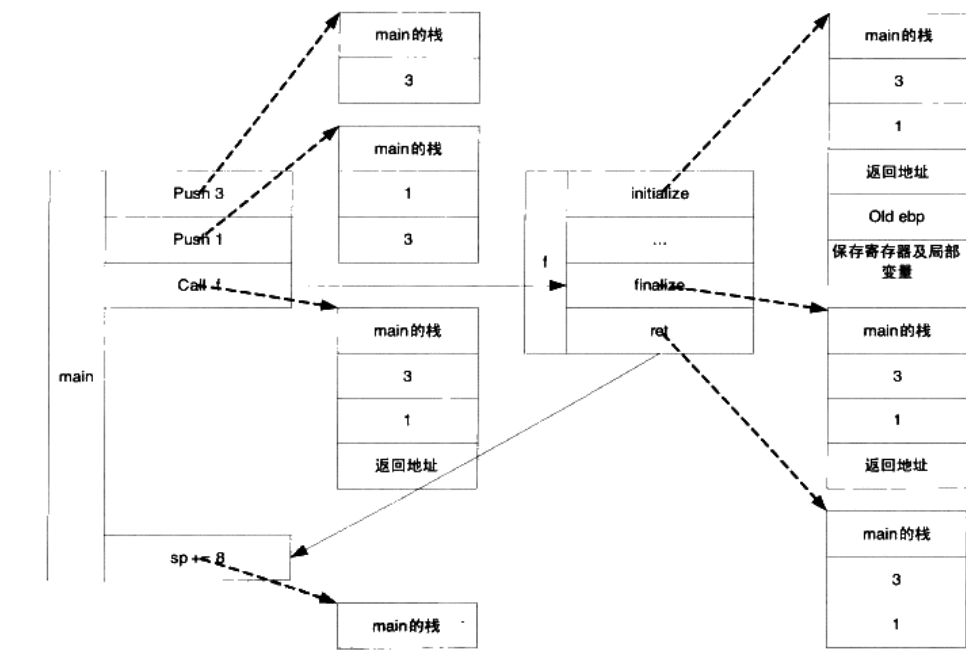 main的栈
3
main的栈
1
3
Push 3
Push 1
Call f
main的栈
3
1
返回地址
main
sp += 8
main的栈
f
initialize
...
finalize
ret
main的栈
3
1
返回地址
Old ebp
保存寄存器及局部
变量
main的栈
3
1
返回地址
main的栈
3
1